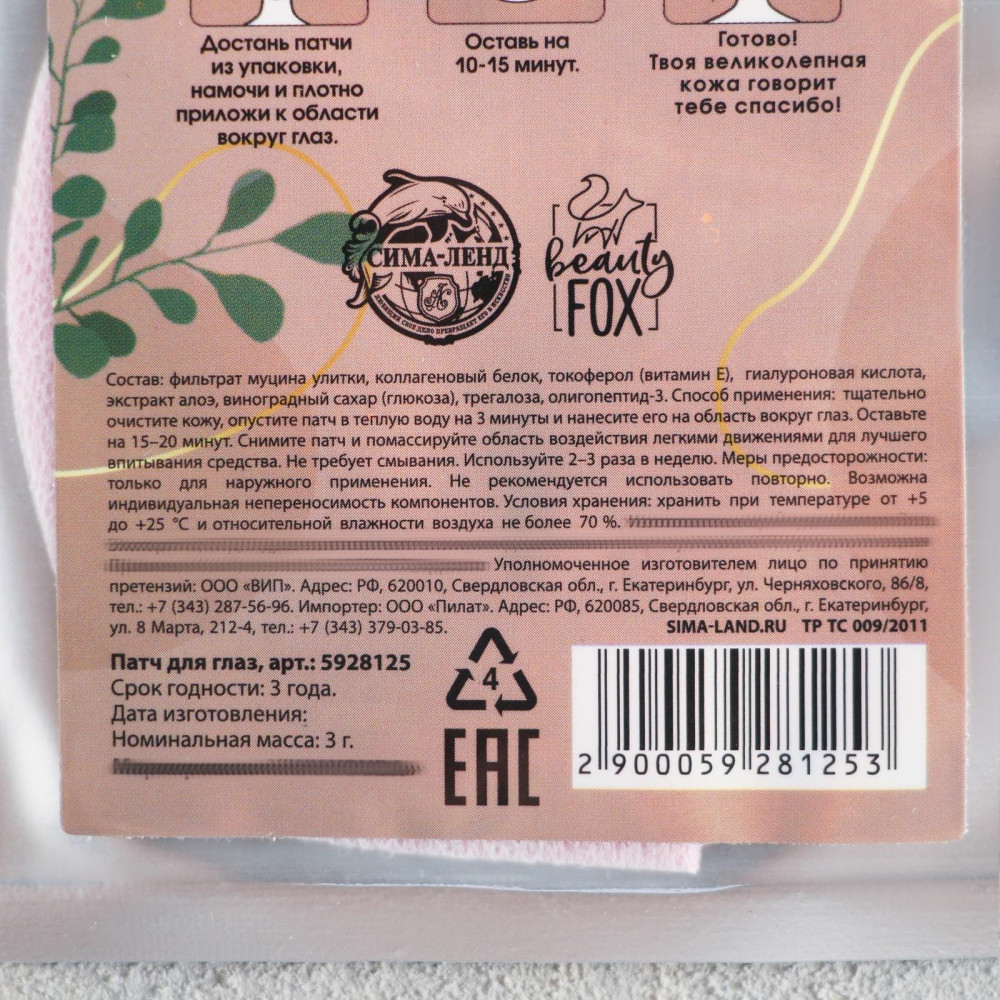 Достань патчи
из упаковки,
намочи и плотно
приложи к области
вокруг глаз.
Оставь на
10-15 минут.
Готово!
Твоя великолепная
кожа говорит
тебе спасибо!
СИМА-ЛЕНД
ЛЮБЯЩИЙ СВОЕ ДЕЛО ПРЕВРАЩАЕТ ЕГО В ИСКУССТВО
beauty
FOX
Состав: фильтрат муцина улитки, коллагеновый белок, токоферол (витамин Е), гиалуроновая кислота,
экстракт алоэ, виноградный сахар (глюкоза), трегалоза, олигопептид-3. Способ применения: тщательно
очистите кожу, опустите патч в теплую воду на 3 минуты и нанесите его на область вокруг глаз. Оставьте
на 15–20 минут. Снимите патч и помассируйте область воздействия легкими движениями для лучшего
впитывания средства. Не требует смывания. Используйте 2–3 раза в неделю. Меры предосторожности:
только для наружного применения. Не рекомендуется использовать повторно. Возможна
индивидуальная непереносимость компонентов. Условия хранения: хранить при температуре от +5
до +25 °С и относительной влажности воздуха не более 70 %.
Уполномоченное изготовителем лицо по принятию
претензий: ООО «ВИП». Адрес: РФ, 620010, Свердловская обл., г. Екатеринбург, ул. Черняховского, 86/8,
тел.: +7 (343) 287-56-96. Импортер: ООО «Пилат». Адрес: РФ, 620085, Свердловская обл., г. Екатеринбург,
ул. 8 Марта, 212-4, тел.: +7 (343) 379-03-85.
SIMA-LAND.RU ТР ТС 009/2011
Патч для глаз, арт.: 5928125
Срок годности: 3 года.
Дата изготовления:
Номинальная масса: 3 г.
4
EAC
2 900059 281253